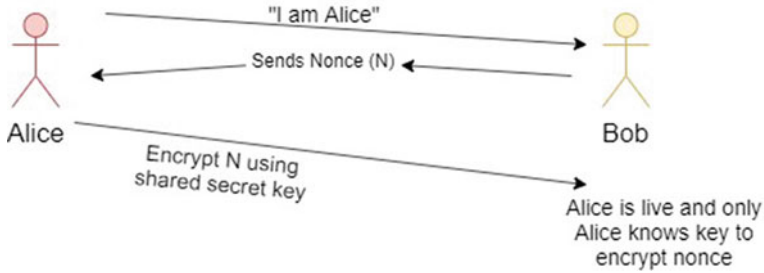 "I am Alice"
Sends Nonce (N)
Alice
Bob
Encrypt N using
shared secret key
Alice is live and only
Alice knows key to
encrypt nonce